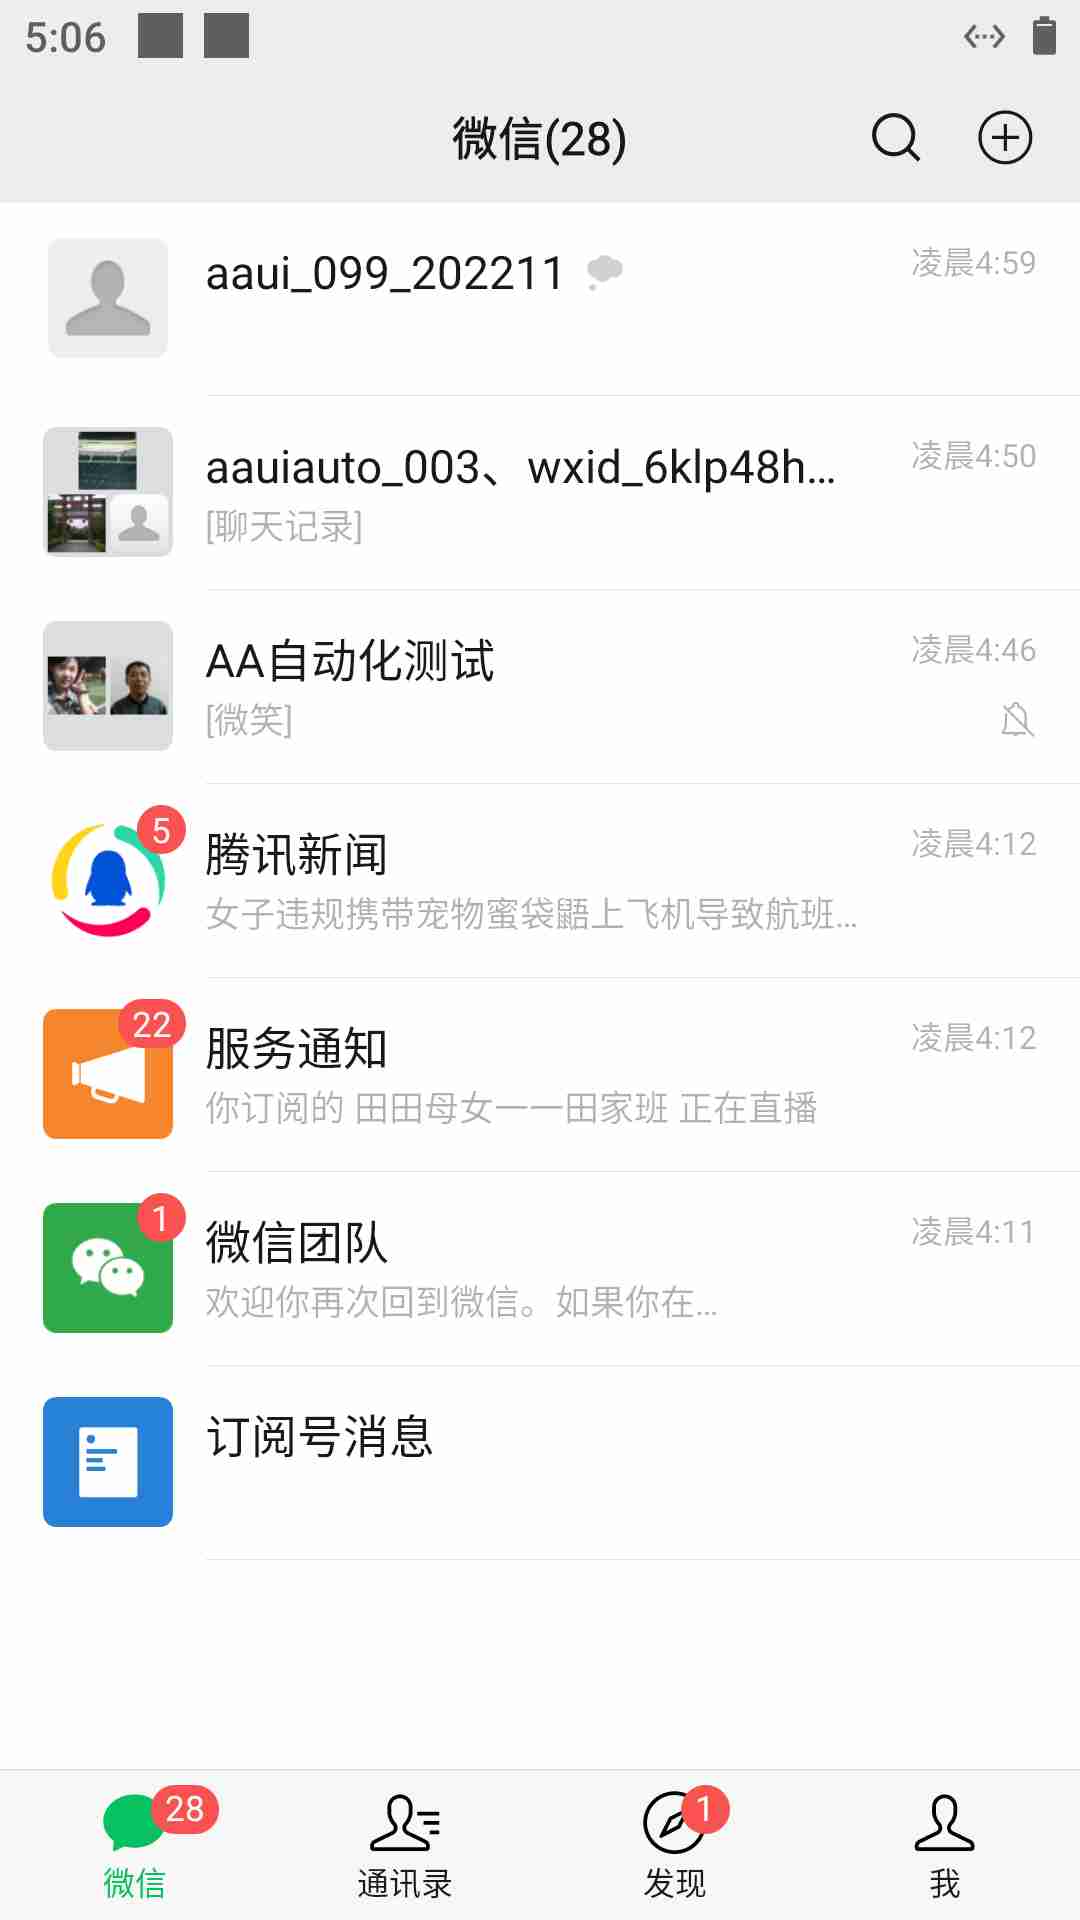 5:06
微信(28)
aaui_099_202211
凌晨4:59
aauiauto_003、wxid_6klp48h...
凌晨4:50
[聊天记录]
AA自动化测试
凌晨4:46
[微笑]
5
腾讯新闻
凌晨4:12
女子违规携带宠物蜜袋鼯上飞机导致航班...
22
服务通知
凌晨4:12
你订阅的 田田母女一一田家班 正在直播
1
微信团队
凌晨4:11
欢迎你再次回到微信。如果你在...
订阅号消息
28
1
微信
通讯录
发现
我